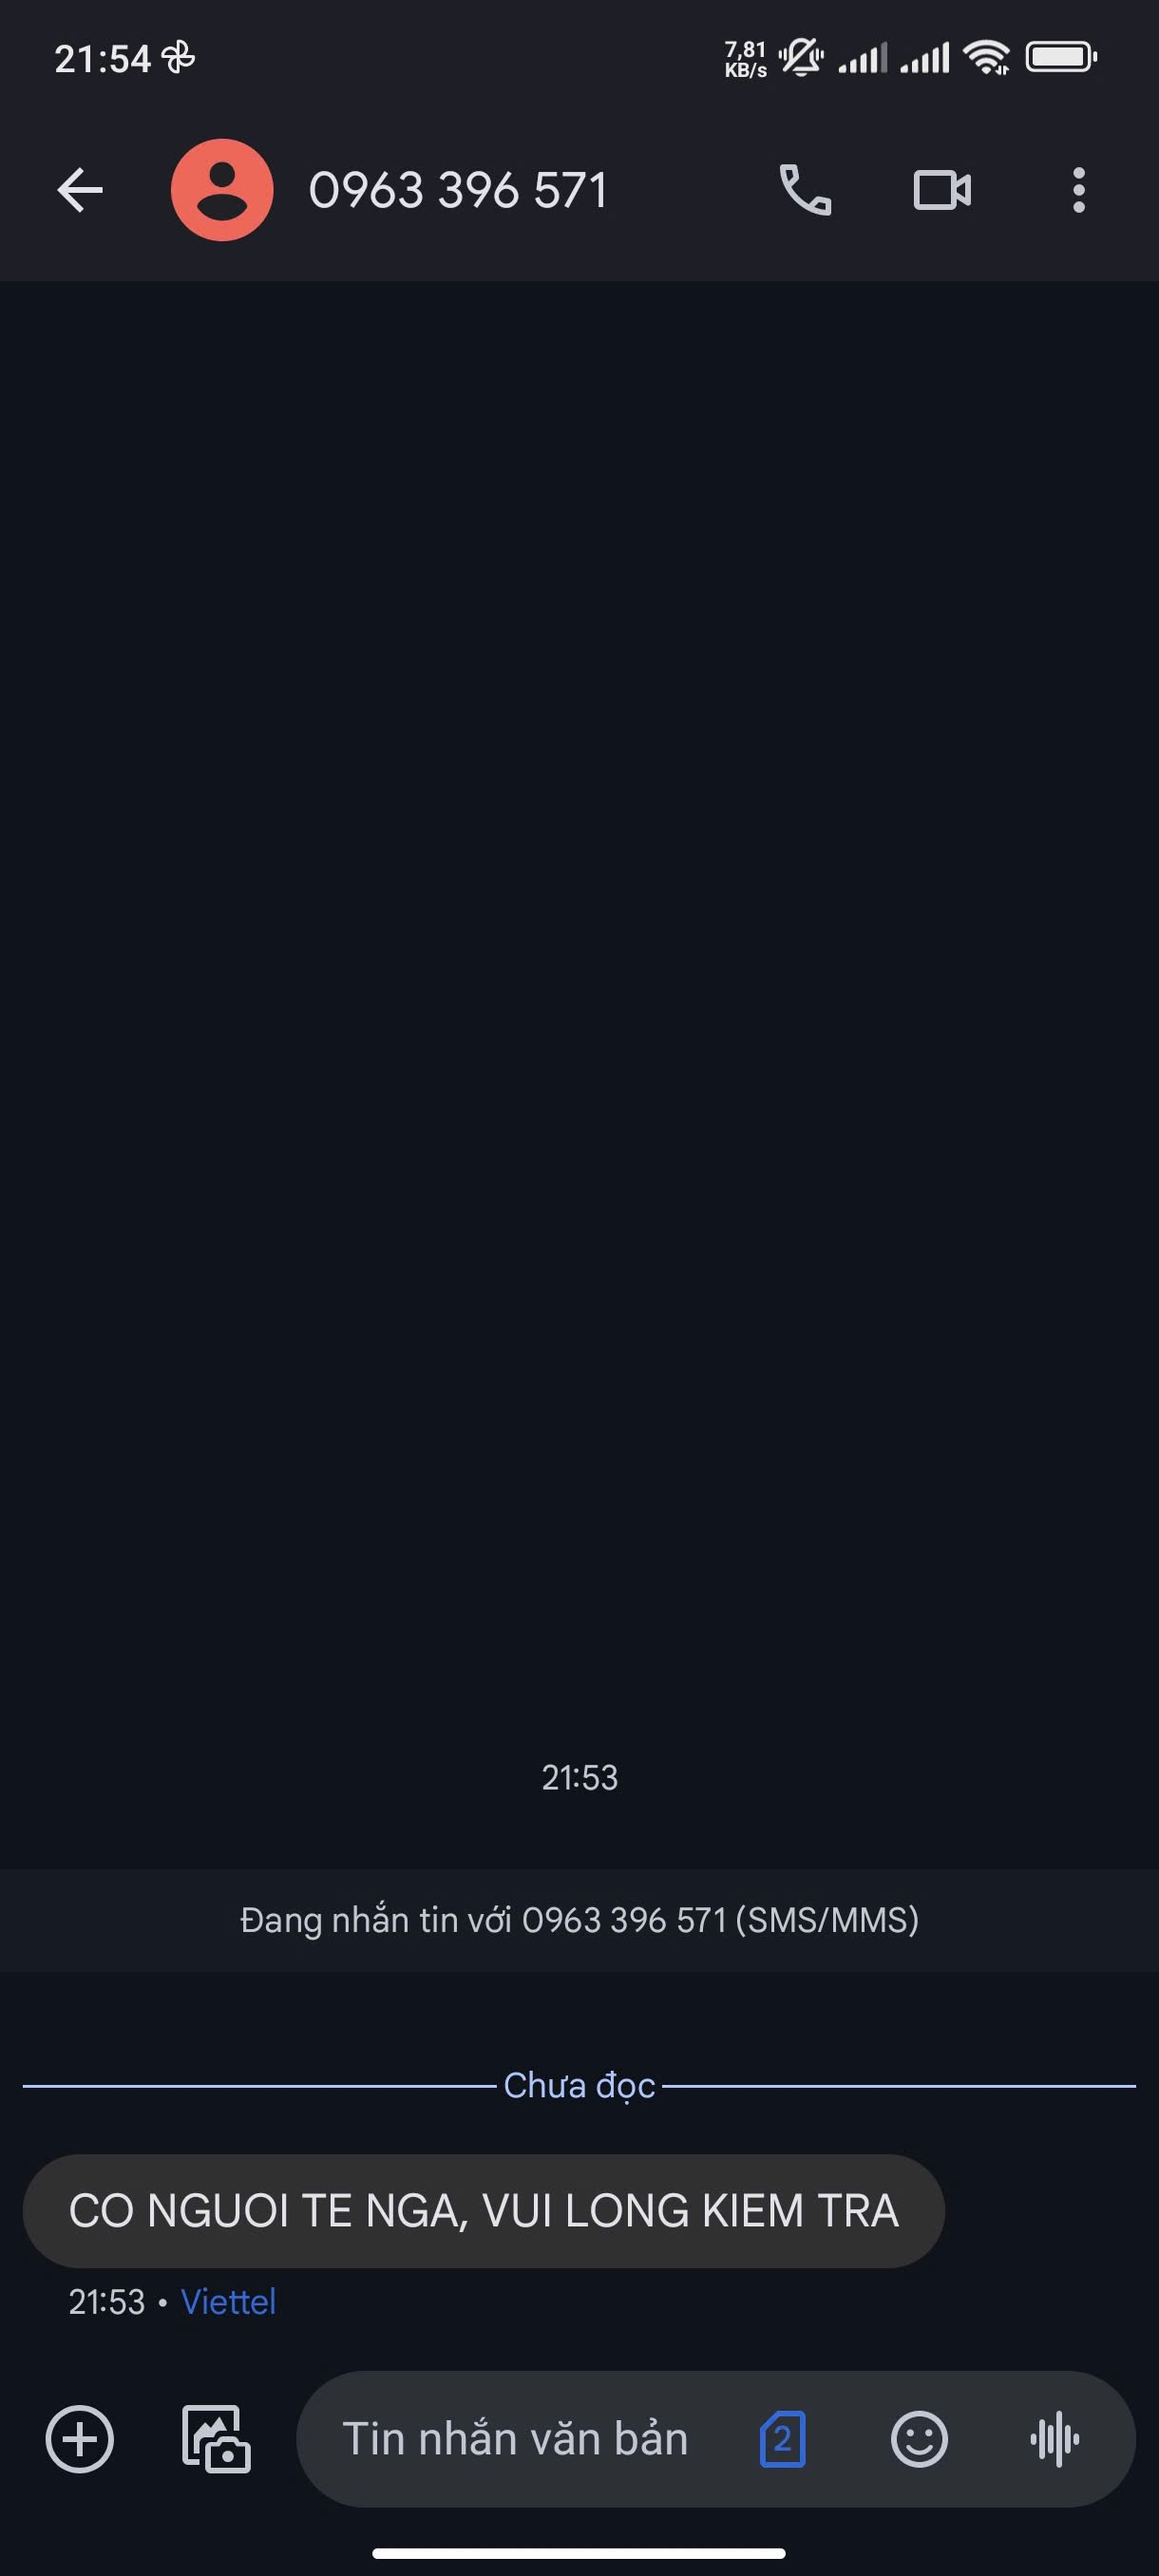 21:54
7,81
KB/s
0963 396 571
21:53
Đang nhắn tin với 0963 396 571 (SMS/MMS)
Chưa đọc
CO NGUOI TE NGA, VUI LONG KIEM TRA
21:53 • Viettel
Tin nhắn văn bản
2